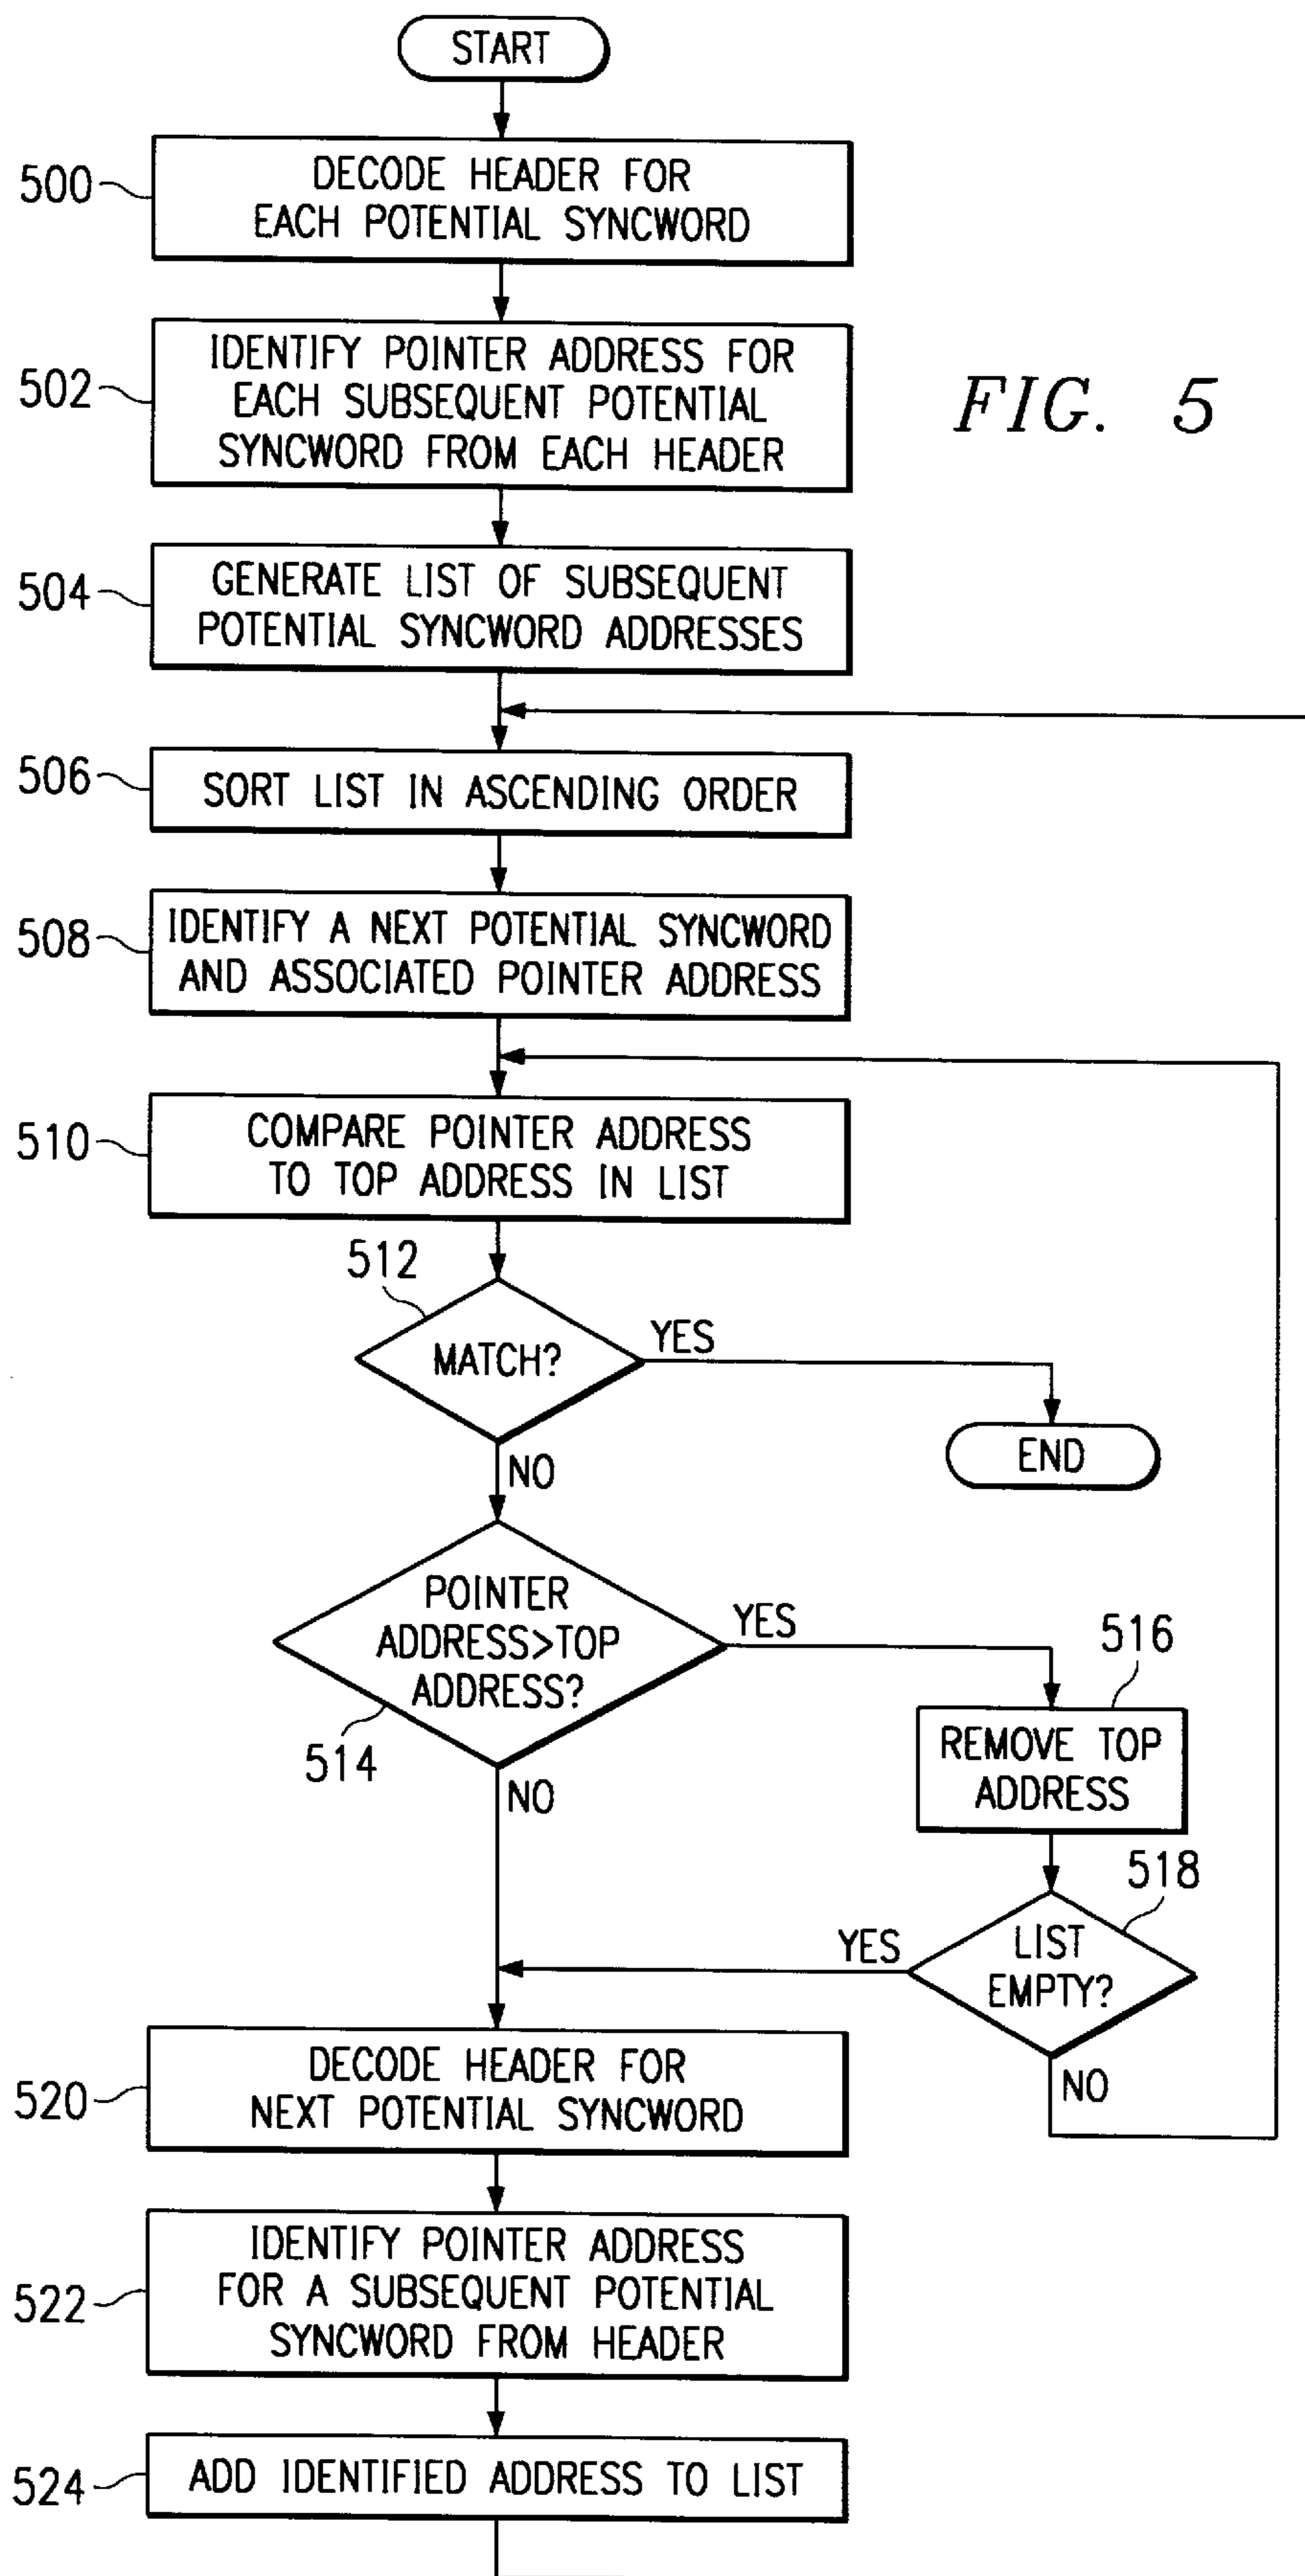 START
500
DECODE HEADER FOR
EACH POTENTIAL SYNCWORD
502
IDENTIFY POINTER ADDRESS FOR
EACH SUBSEQUENT POTENTIAL
SYNCWORD FROM EACH HEADER
FIG. 5
504
GENERATE LIST OF SUBSEQUENT
POTENTIAL SYNCWORD ADDRESSES
506
SORT LIST IN ASCENDING ORDER
508
IDENTIFY A NEXT POTENTIAL SYNCWORD
AND ASSOCIATED POINTER ADDRESS
510
COMPARE POINTER ADDRESS
TO TOP ADDRESS IN LIST
512
MATCH?
YES
END
NO
POINTER
ADDRESS>TOP
ADDRESS?
YES
514
NO
516
REMOVE TOP
ADDRESS
518
LIST
EMPTY?
YES
NO
520
DECODE HEADER FOR
NEXT POTENTIAL SYNCWORD
522
IDENTIFY POINTER ADDRESS
FOR A SUBSEQUENT POTENTIAL
SYNCWORD FROM HEADER
524
ADD IDENTIFIED ADDRESS TO LIST